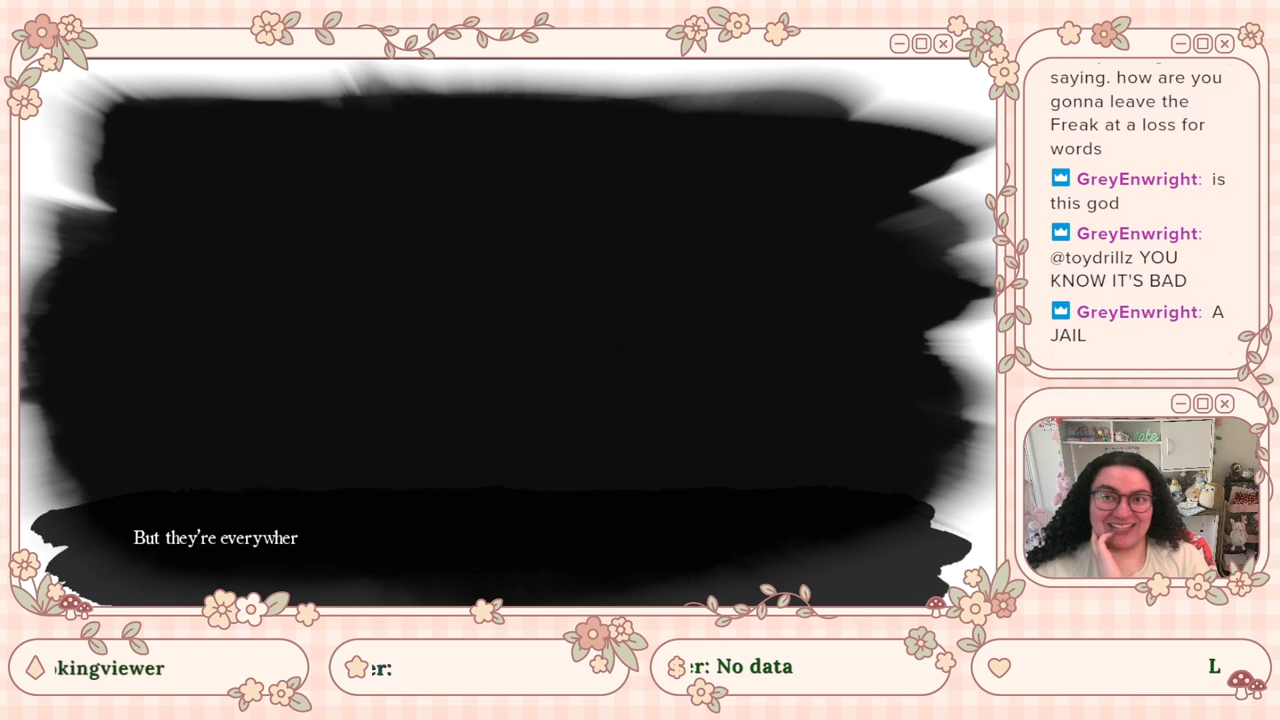 saying. how are you
gonna leave the
Freak at a loss for
words
GreyEnwright: is
this god
GreyEnwright:
@toydrillz YOU
KNOW IT'S BAD
GreyEnwright: A
JAIL
create
But they're everywher
kingviewer
er:
er: No data
L